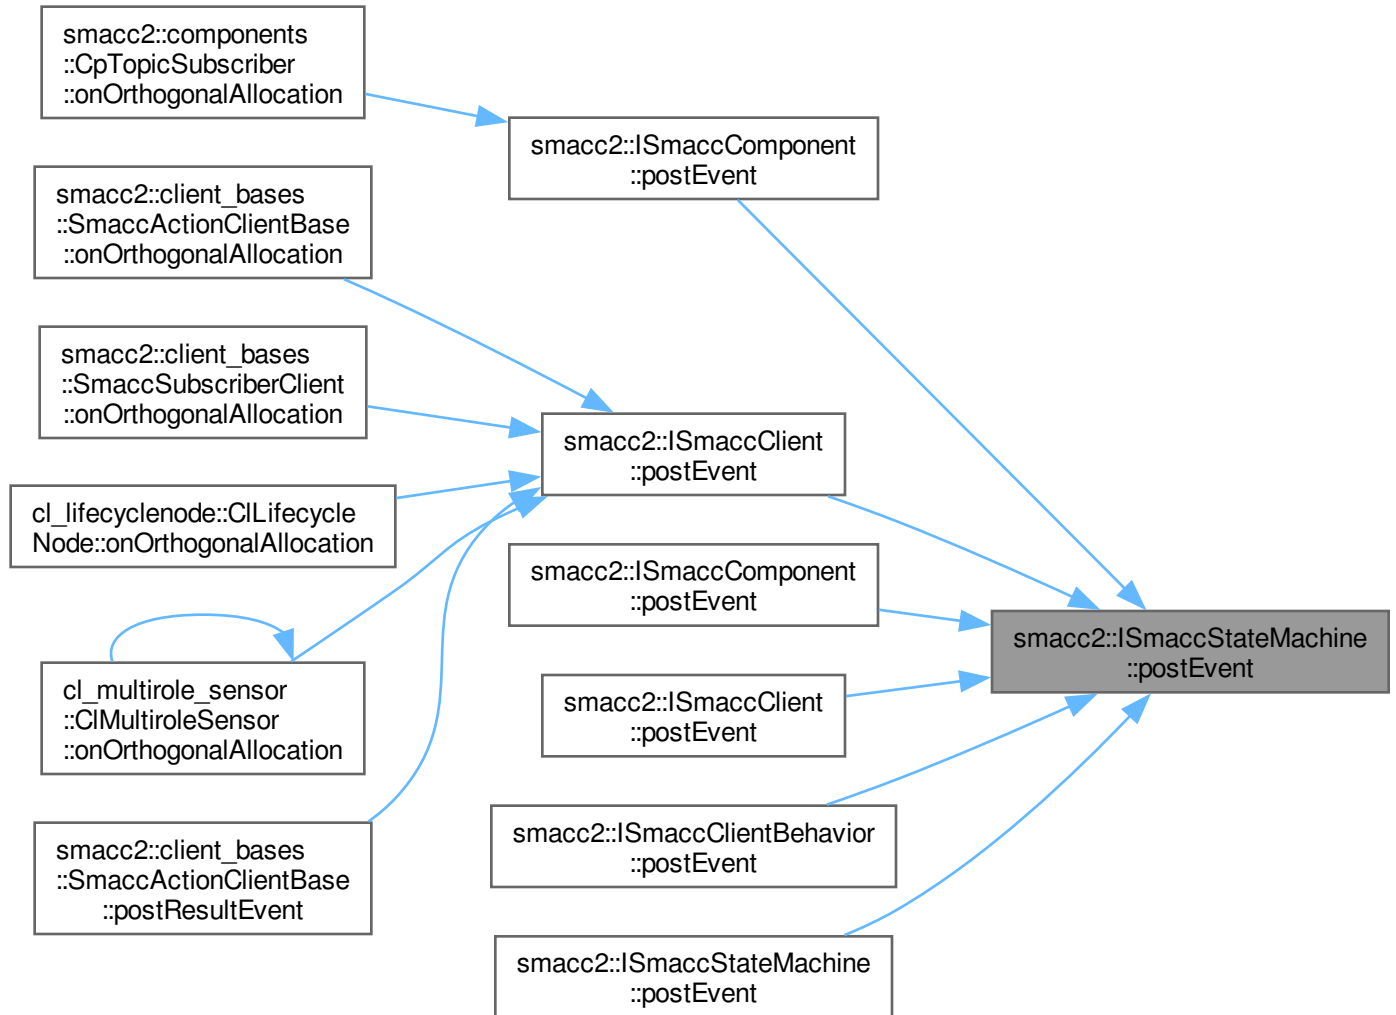 smacc2::components
::CpTopicSubscriber
::onOrthogonalAllocation
smacc2::ISmaccComponent
::postEvent
smacc2::client_bases
::SmaccActionClientBase
::onOrthogonalAllocation
smacc2::client_bases
::SmaccSubscriberClient
::onOrthogonalAllocation
smacc2::ISmaccClient
::postEvent
cl_lifecyclenode::ClLifecycle
Node::onOrthogonalAllocation
smacc2::ISmaccComponent
::postEvent
smacc2::ISmaccStateMachine
::postEvent
cl_multirole_sensor
::ClMultiroleSensor
::onOrthogonalAllocation
smacc2::ISmaccClient
::postEvent
smacc2::client_bases
::SmaccActionClientBase
::postResultEvent
smacc2::ISmaccClientBehavior
::postEvent
smacc2::ISmaccStateMachine
::postEvent